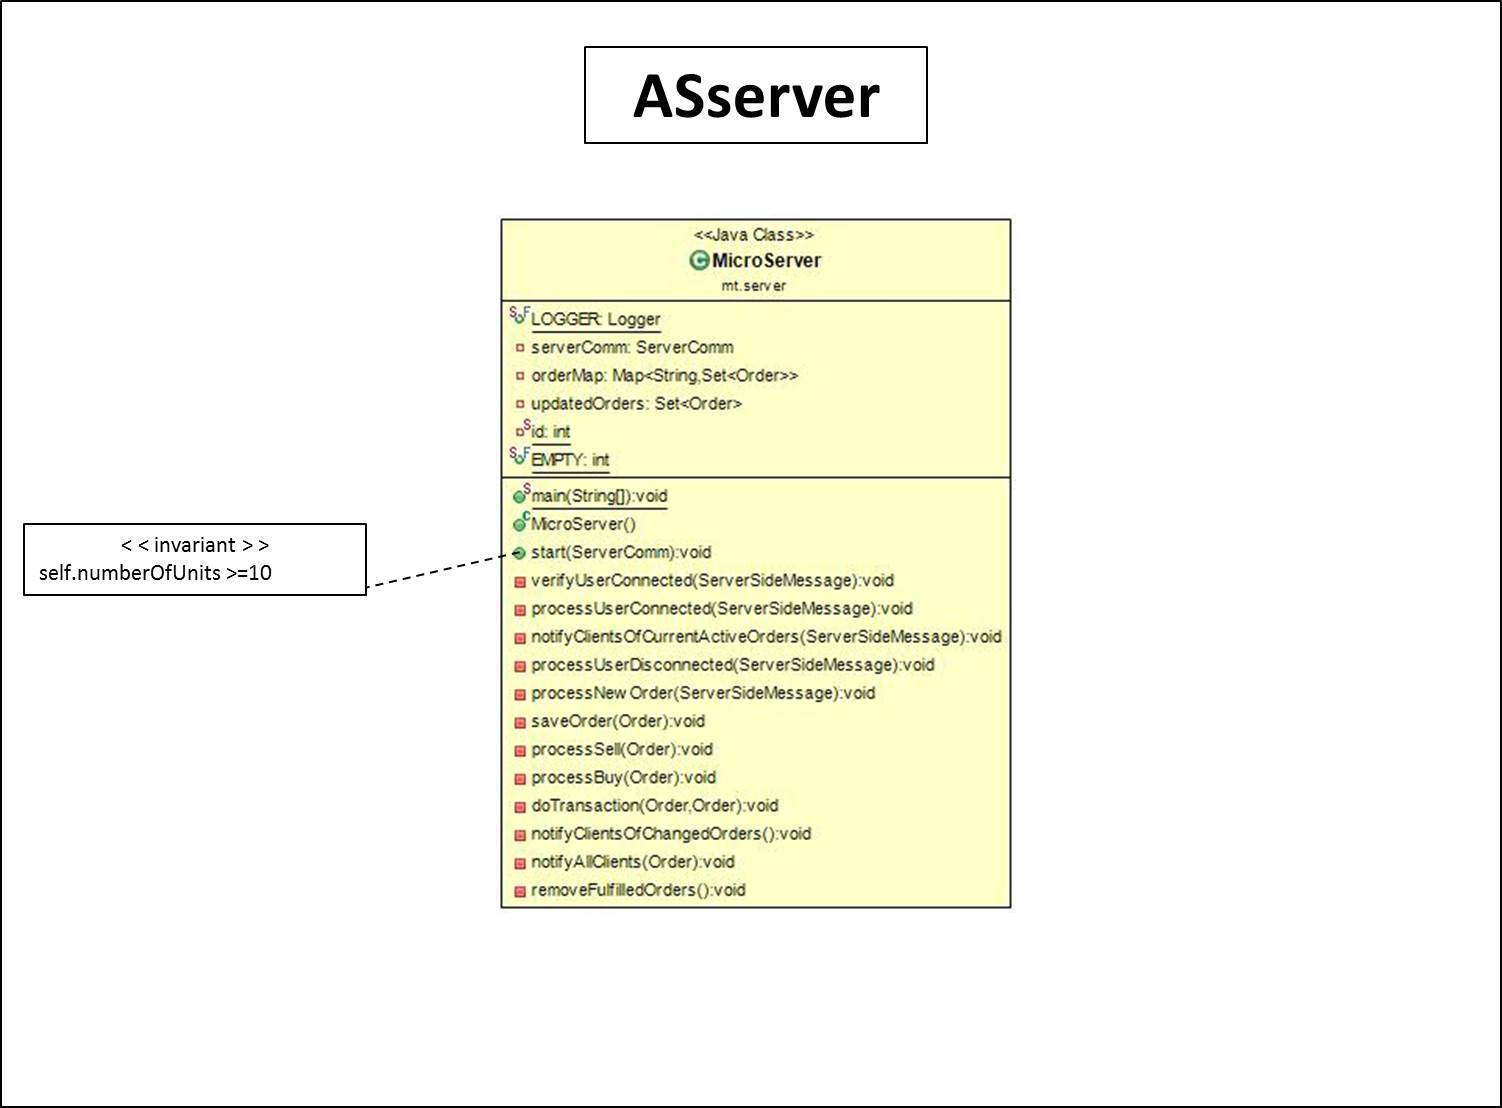 ASserver
<<Java Class>>
C MicroServer
mt.server
SF LOGGER: Logger
serverComm: ServerComm
orderMap: Map<String,Set<Order>>
updatedOrders: Set<Order>
S id: int
SF EMPTY: int
S main(String[]):void
C MicroServer()
< < invariant > >
self.numberOfUnits >=10
start(ServerComm):void
verifyUserConnected(ServerSideMessage):void
processUserConnected(ServerSideMessage):void
notifyClientsOfCurrentActiveOrders(ServerSideMessage):void
processUserDisconnected(ServerSideMessage):void
processNewOrder(ServerSideMessage):void
saveOrder(Order):void
processSell(Order):void
processBuy(Order):void
doTransaction(Order,Order):void
notifyClientsOfChangedOrders():void
notifyAllClients(Order):void
removeFulfilledOrders():void